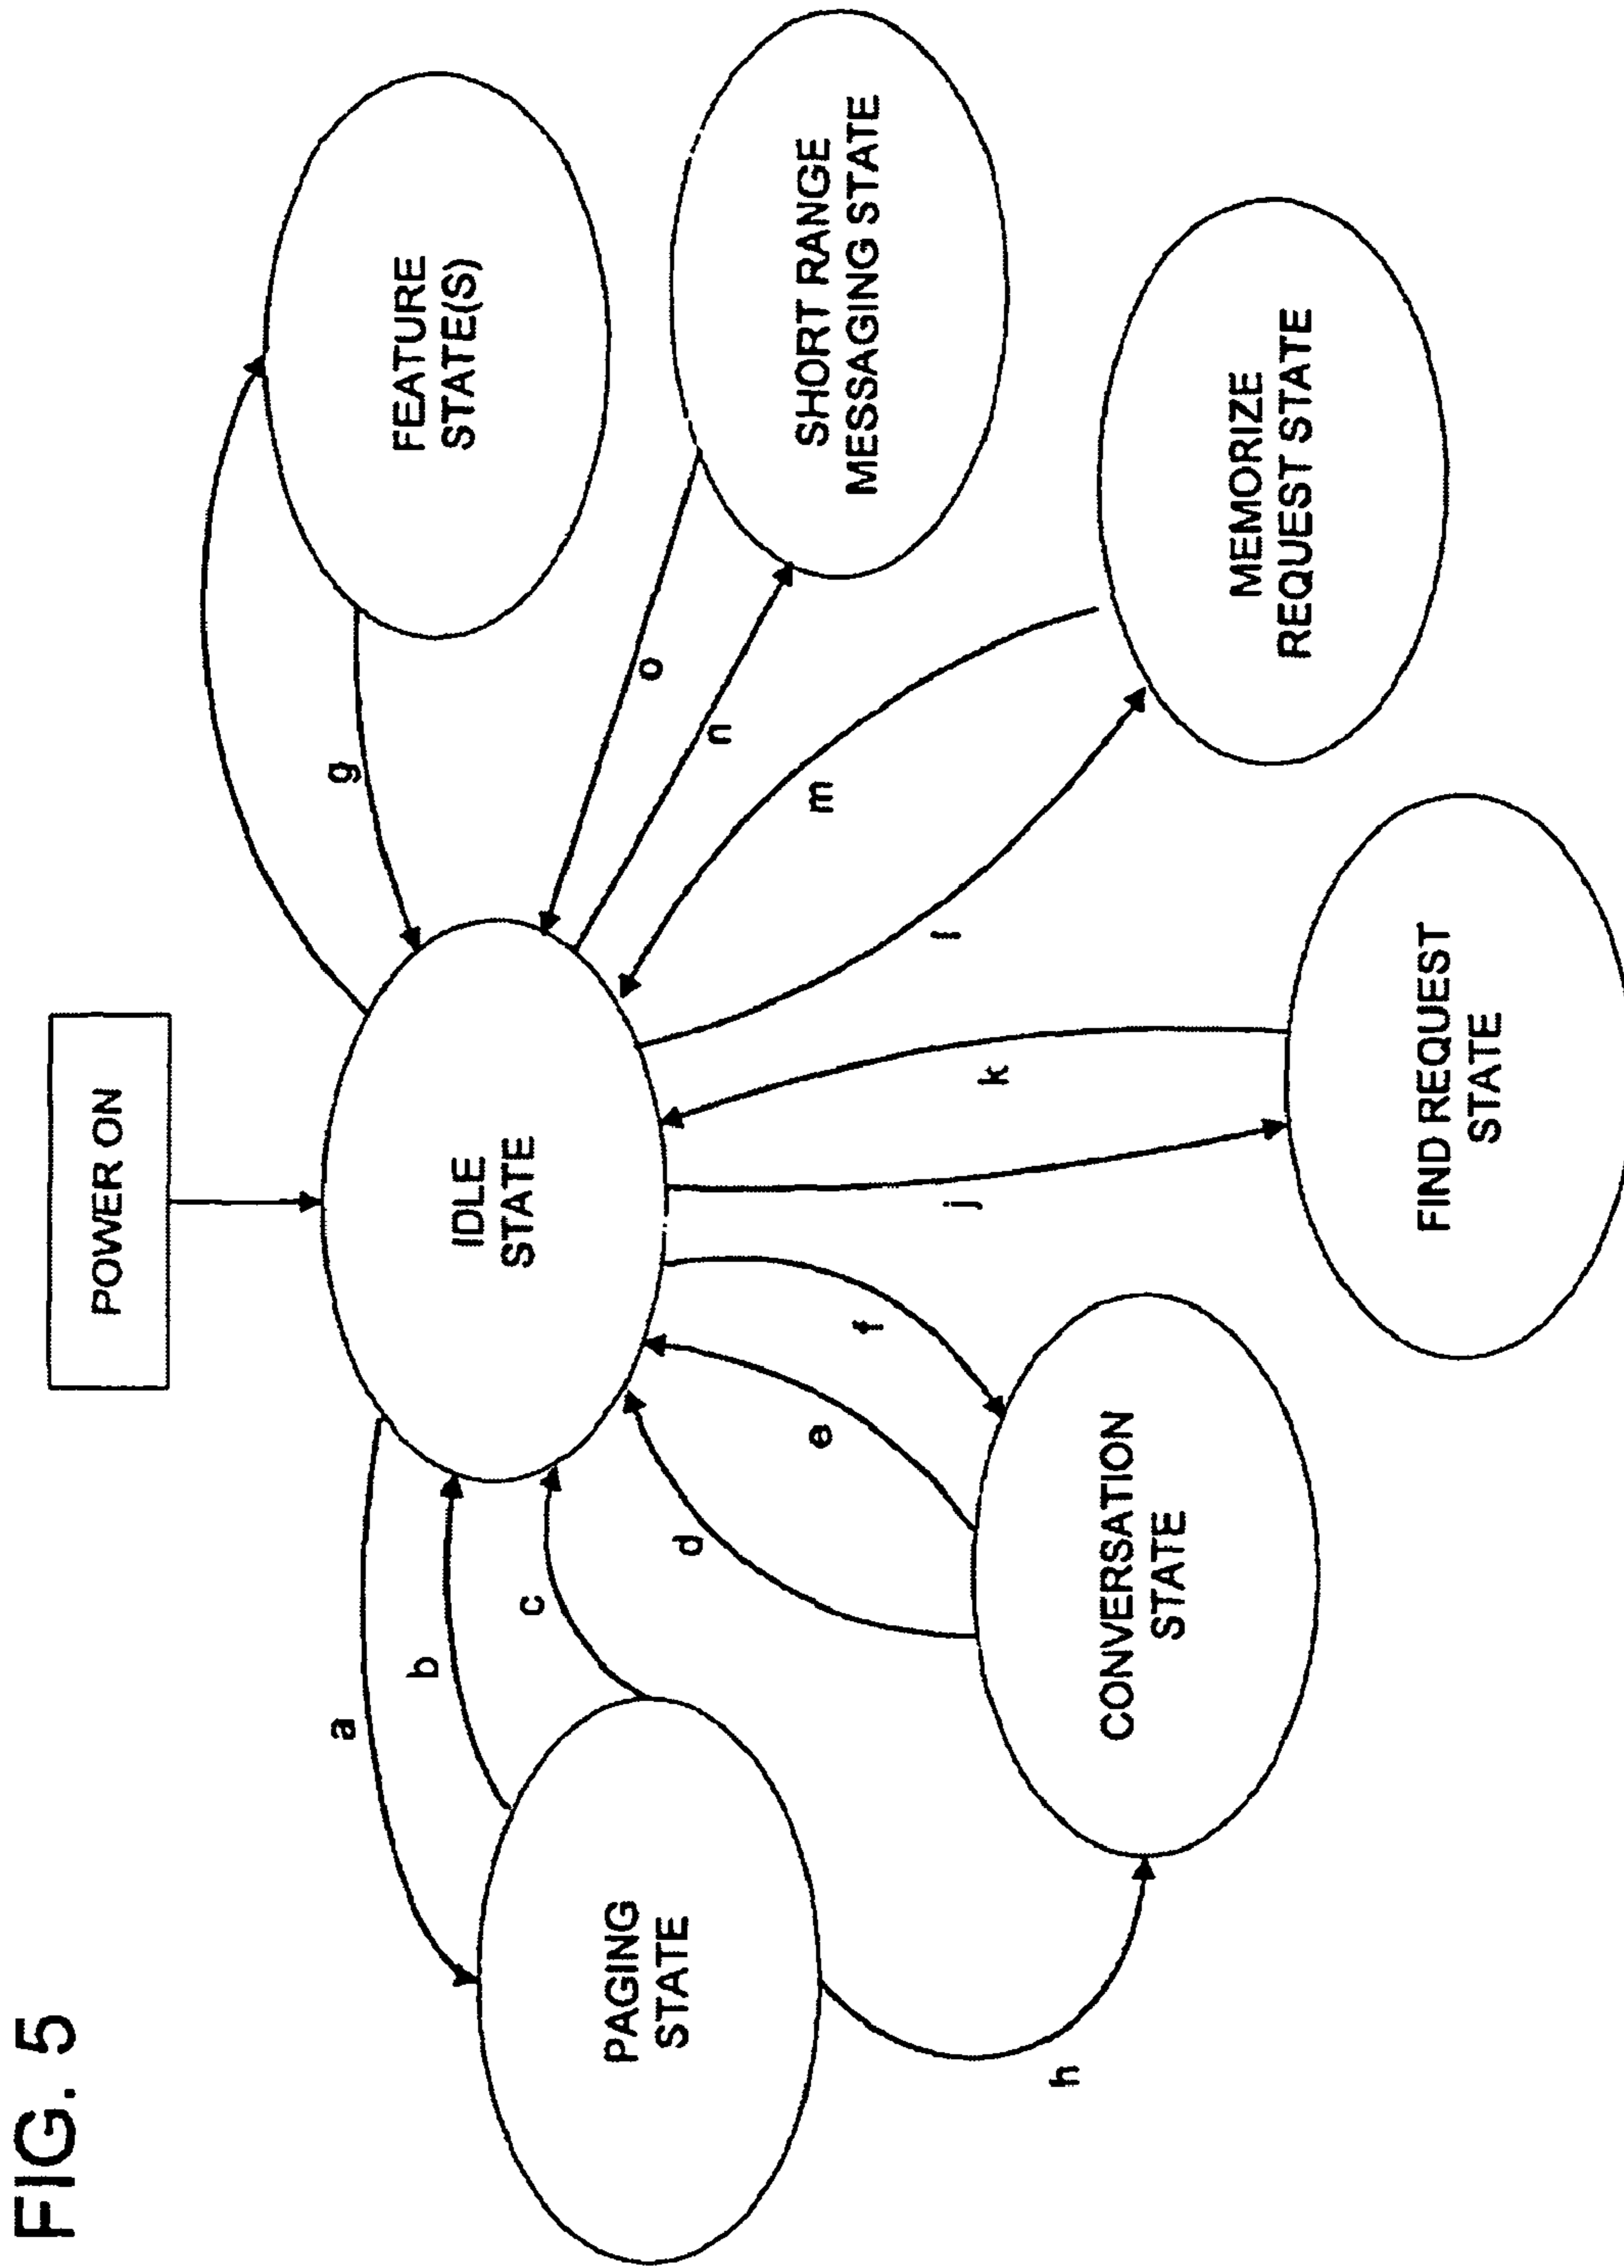 FIG. 5
POWER ON
IDLE
STATE
FEATURE
STATE(S)
SHORT RANGE
MESSAGING STATE
MEMORIZE
REQUEST STATE
FIND REQUEST
STATE
CONVERSATION
STATE
PAGING
STATE
a
b
c
d
e
f
g
h
j
k
l
m
n
o